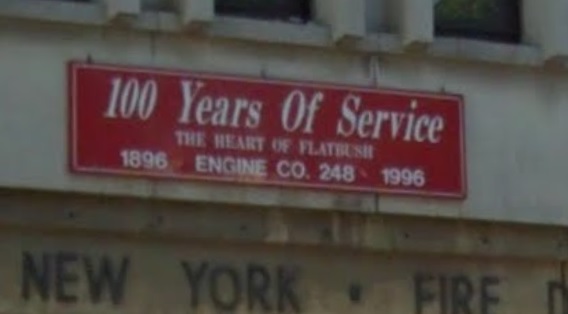 100 Years Of Service
THE HEART OF FLATBUSH
1896 ENGINE CO. 248 1996
NEW YORK • FIRE